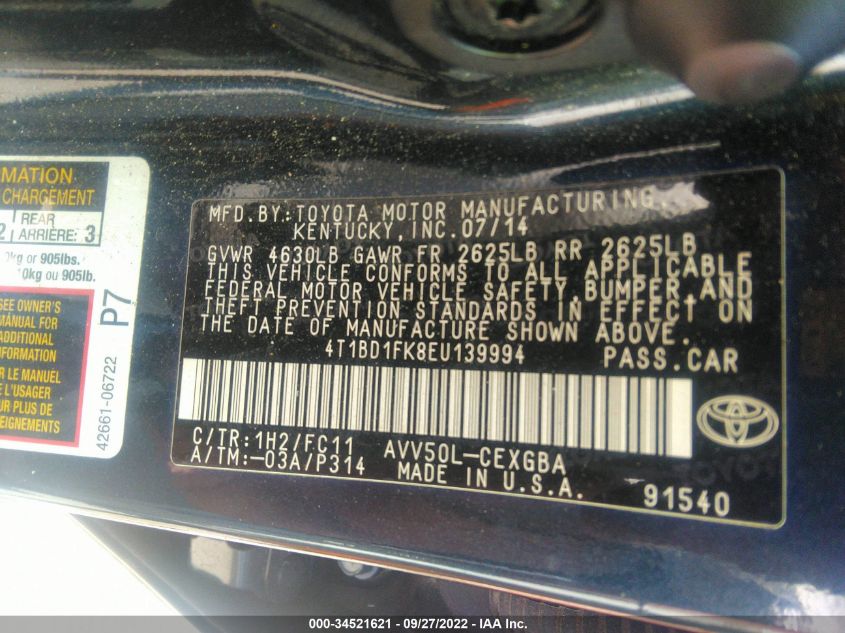 MATION
CHARGEMENT
REAR
2 ARRIÈRE: 3
kg or 905lbs.
0kg ou 905lb.
SEE OWNER'S
MANUAL FOR
ADDITIONAL
INFORMATION
R LE MANUEL
L'USAGER
UR PLUS DE
EIGNEMENTS
P7
42661-06722
MFD. BY: TOYOTA MOTOR MANUFACTURING,
KENTUCKY, INC. 07/14
GVWR 4630LB GAWR FR 2625LB RR 2625LB
THIS VEHICLE CONFORMS TO ALL APPLICABLE
FEDERAL MOTOR VEHICLE SAFETY, BUMPER, AND
THEFT PREVENTION STANDARDS IN EFFECT ON
THE DATE OF MANUFACTURE SHOWN ABOVE.
4T1BD1FK8EU139994 PASS. CAR
C/TR: 1H2/FC11 AVV50L-CEXGBA
A/TM: -03A/P314 MADE IN U.S.A.
91540
000-34521621 - 09/27/2022 - IAA Inc.